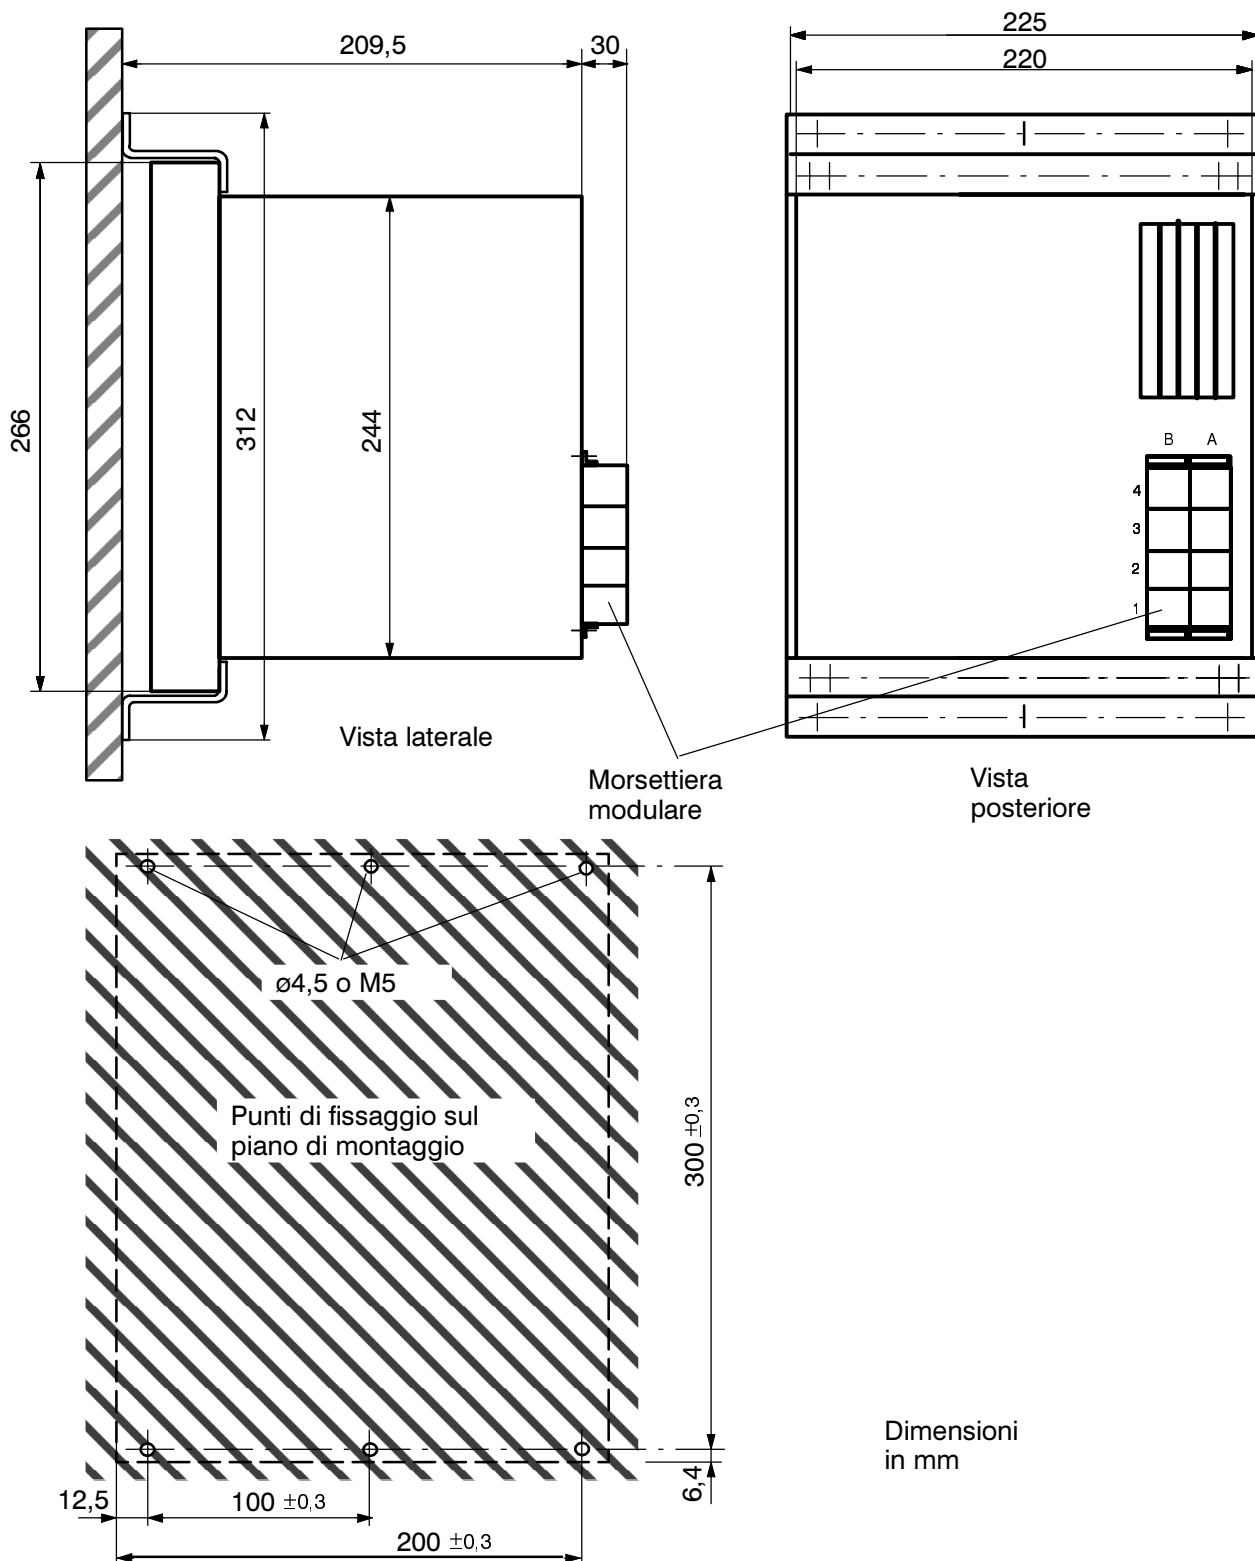 209,5
30
225
220
266
312
244
B A
4
3
2
1
Vista laterale
Morsettiera
modulare
Vista
posteriore
ø4,5 o M5
Punti di fissaggio sul
piano di montaggio
300 ±0,3
Dimensioni
in mm
6,4
12,5
100 ±0,3
200 ±0,3